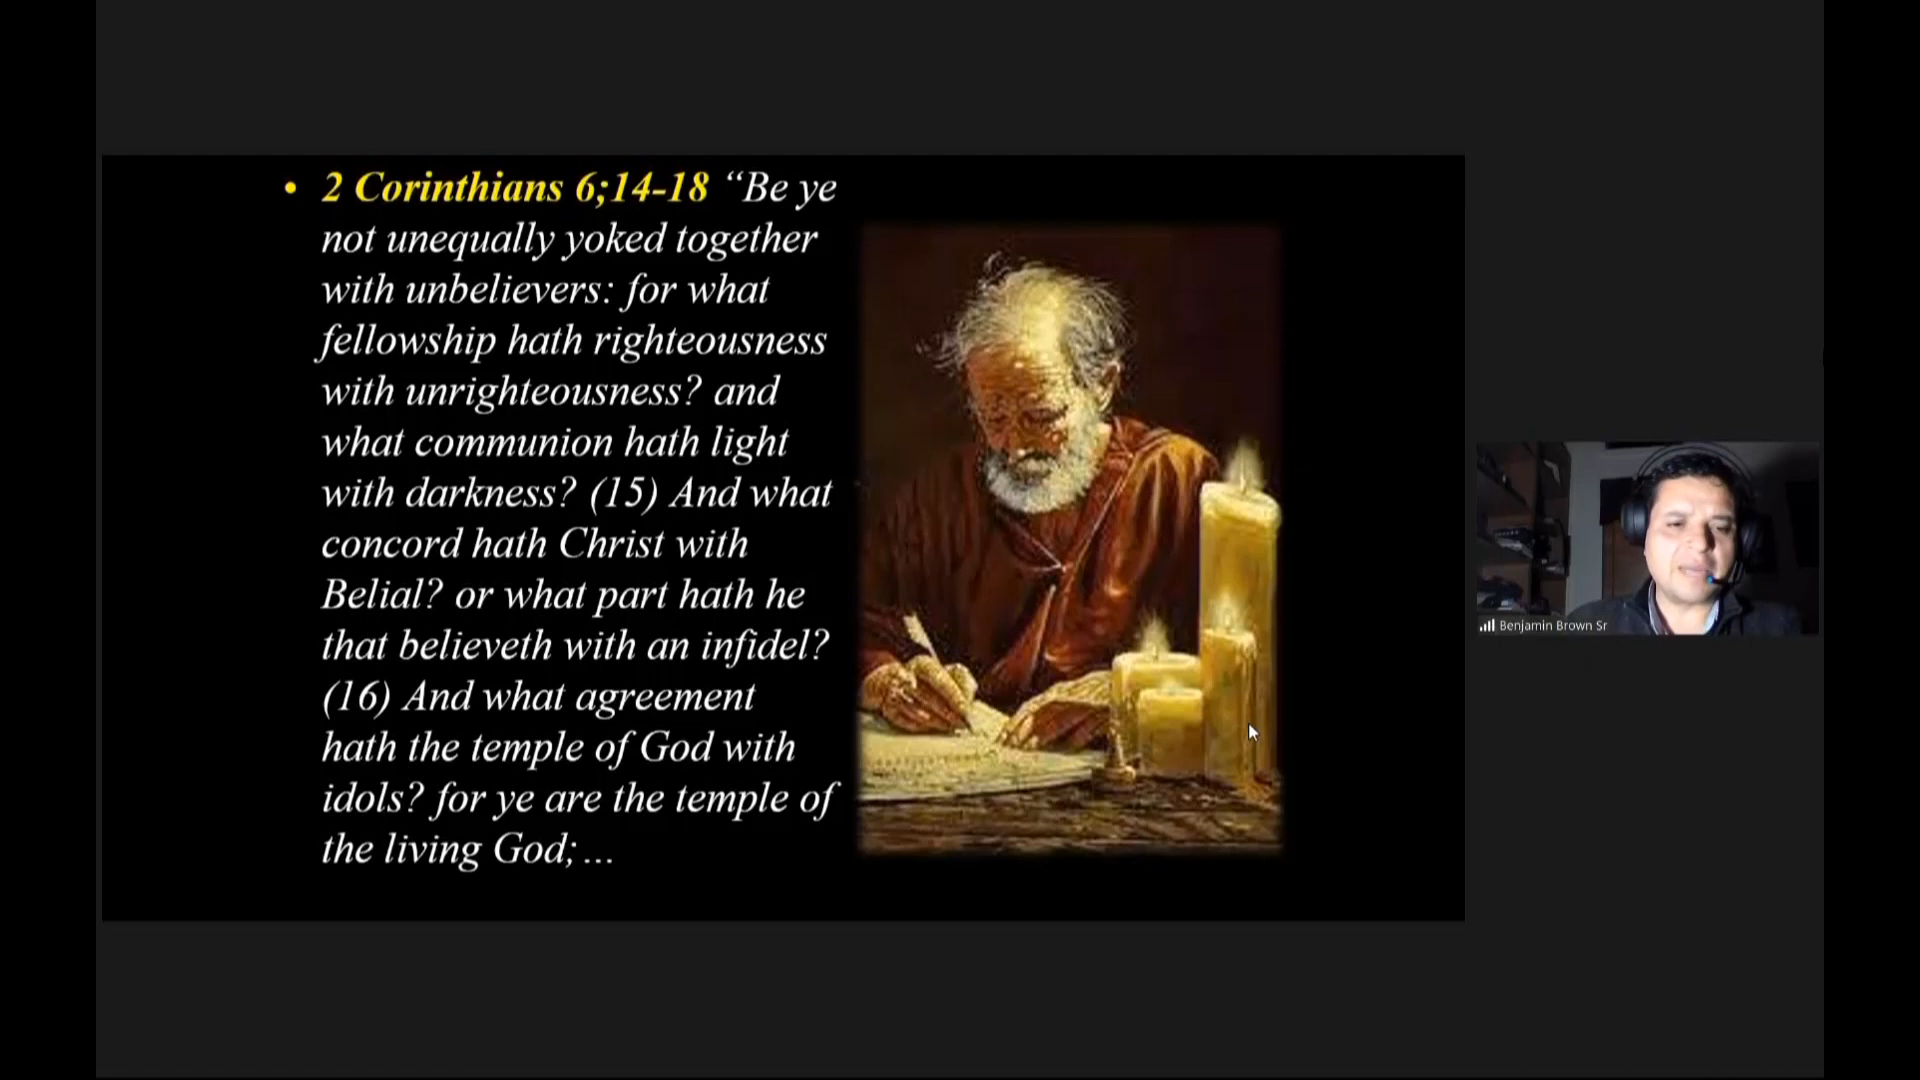 • 2 Corinthians 6;14-18 “Be ye
not unequally yoked together
with unbelievers: for what
fellowship hath righteousness
with unrighteousness? and
what communion hath light
with darkness? (15) And what
concord hath Christ with
Belial? or what part hath he
that believeth with an infidel?
(16) And what agreement
hath the temple of God with
idols? for ye are the temple of
the living God; ...
Benjamin Brown Sr